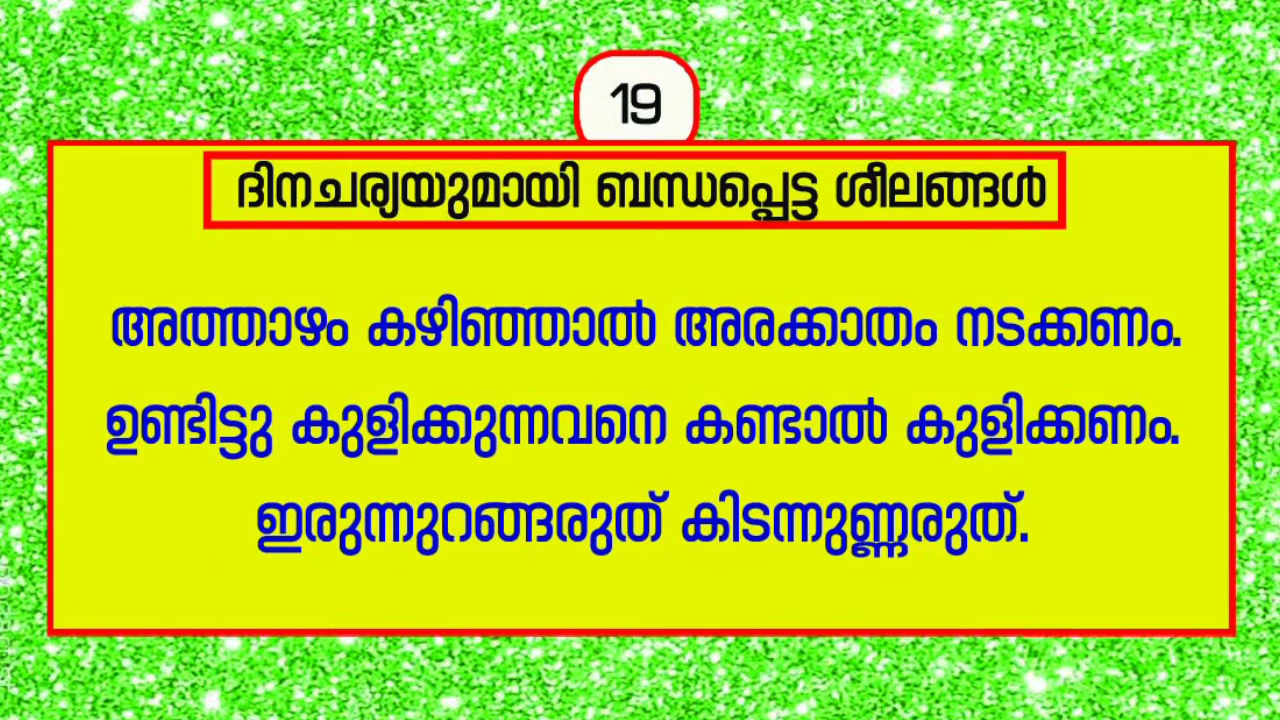 19
ദിനചര്യയുമായി ബന്ധപ്പെട്ട ശീലങ്ങൾ
അത്താഴം കഴിഞ്ഞാൽ അരക്കാതം നടക്കണം.
ഉണ്ടിട്ടു കുളിക്കുന്നവനെ കണ്ടാൽ കുളിക്കണം.
ഇരുന്നുറങ്ങരുത് കിടന്നുണ്ണരുത്.